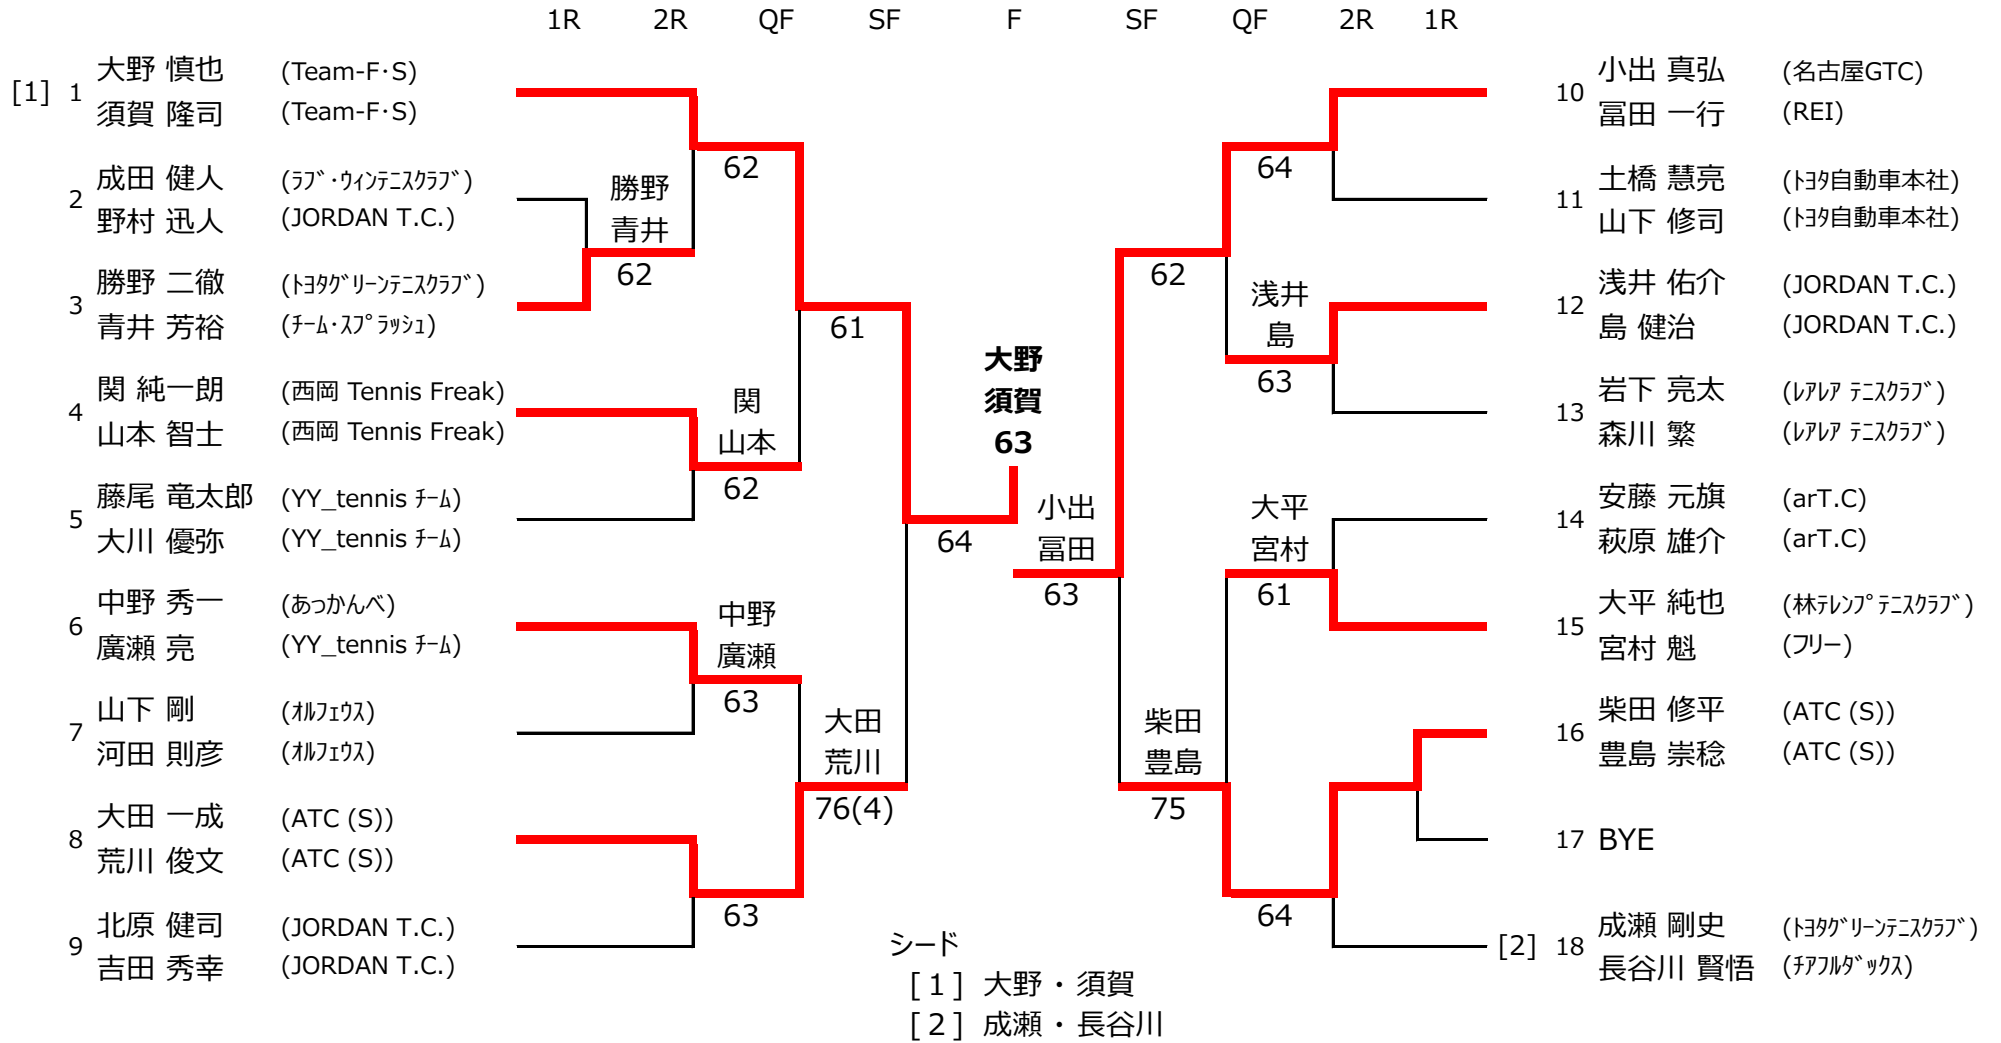 1R 2R QF SF F SF QF 2R 1R
[1] 1 大野 慎也 (Team-F･S)
須賀 隆司 (Team-F･S)
2 成田 健人 (ﾗﾌﾞ･ｳｨﾝﾃﾆｽｸﾗﾌﾞ)
野村 迅人 (JORDAN T.C.)
3 勝野 二徹 (ﾄﾖﾀｸﾞﾘｰﾝﾃﾆｽｸﾗﾌﾞ)
青井 芳裕 (ﾁｰﾑ･ｽﾌﾟﾗｯｼｭ)
4 関 純一朗 (西岡 Tennis Freak)
山本 智士 (西岡 Tennis Freak)
5 藤尾 竜太郎 (YY_tennis ﾁｰﾑ)
大川 優弥 (YY_tennis ﾁｰﾑ)
6 中野 秀一 (あっかんべ)
廣瀬 亮 (YY_tennis ﾁｰﾑ)
7 山下 剛 (ｵﾙﾌｪｳｽ)
河田 則彦 (ｵﾙﾌｪｳｽ)
8 大田 一成 (ATC (S))
荒川 俊文 (ATC (S))
9 北原 健司 (JORDAN T.C.)
吉田 秀幸 (JORDAN T.C.)
勝野
青井
62
62
関
山本
62
中野
廣瀬
63
63
61
大田
荒川
76(4)
64
大野
須賀
63
小出
冨田
63
62
柴田
豊島
75
64
浅井
島
63
大平
宮村
61
64
10 小出 真弘 (名古屋GTC)
冨田 一行 (REI)
11 土橋 慧亮 (ﾄﾖﾀ自動車本社)
山下 修司 (ﾄﾖﾀ自動車本社)
12 浅井 佑介 (JORDAN T.C.)
島 健治 (JORDAN T.C.)
13 岩下 亮太 (ﾚｱﾚｱ ﾃﾆｽｸﾗﾌﾞ)
森川 繁 (ﾚｱﾚｱ ﾃﾆｽｸﾗﾌﾞ)
14 安藤 元旗 (arT.C)
萩原 雄介 (arT.C)
15 大平 純也 (林ﾃﾚﾝﾌﾟﾃﾆｽｸﾗﾌﾞ)
宮村 魁 (フリー)
16 柴田 修平 (ATC (S))
豊島 崇稔 (ATC (S))
17 BYE
[2] 18 成瀬 剛史 (ﾄﾖﾀｸﾞﾘｰﾝﾃﾆｽｸﾗﾌﾞ)
長谷川 賢悟 (ﾁｱﾌﾙﾀﾞｯｸｽ)
シード
[１] 大野・須賀
[２] 成瀬・長谷川